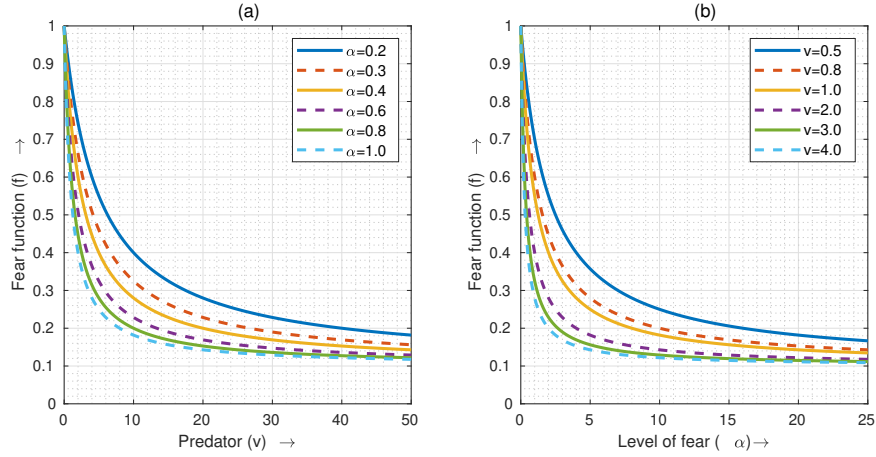 (a)
1
0.9
0.8
0.7
0.6
0.5
0.4
0.3
0.2
0.1
0
Fear function (f) →
α=0.2
α=0.3
α=0.4
α=0.6
α=0.8
α=1.0
0 10 20 30 40 50
Predator (v) →
(b)
1
0.9
0.8
0.7
0.6
0.5
0.4
0.3
0.2
0.1
0
Fear function (f) →
v=0.5
v=0.8
v=1.0
v=2.0
v=3.0
v=4.0
0 5 10 15 20 25
Level of fear ( α)→